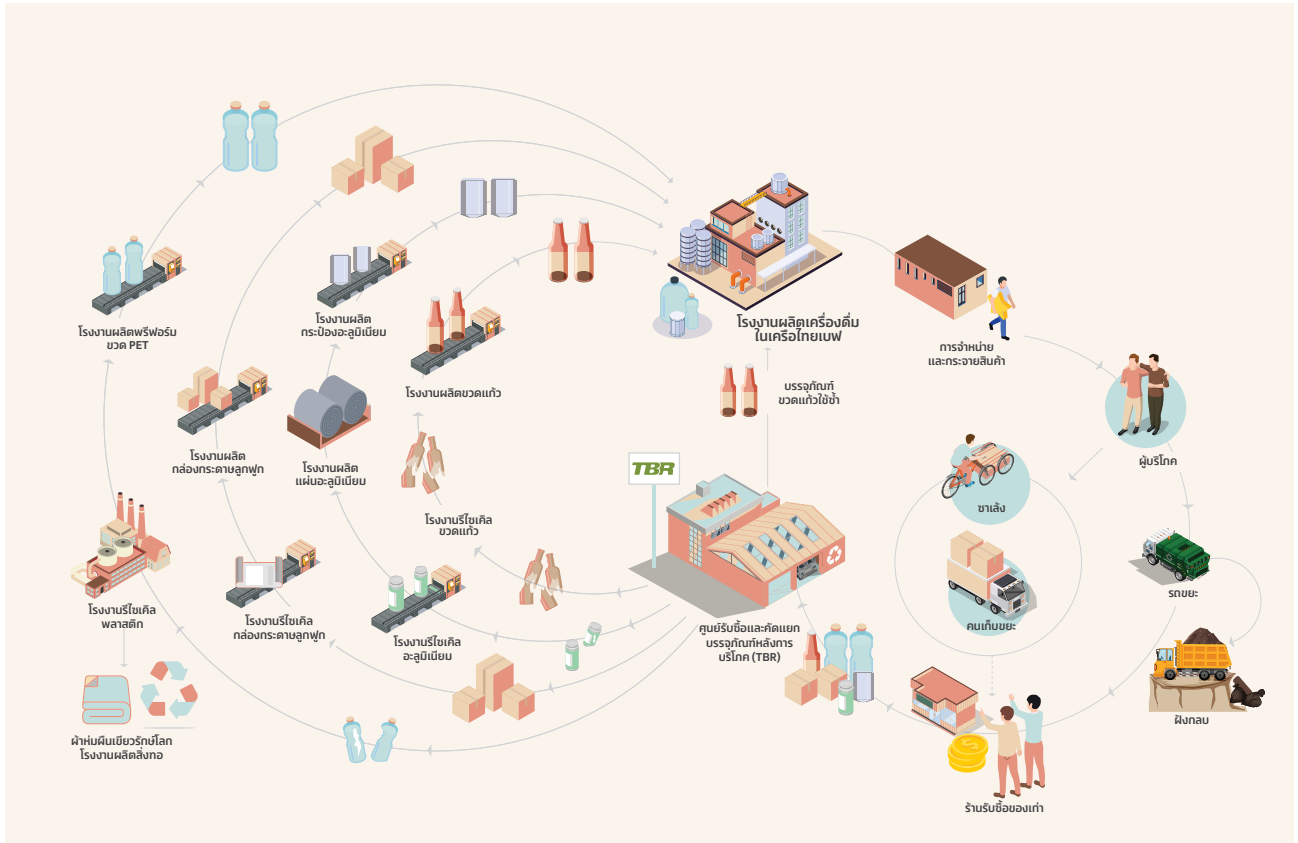 โรงงานผลิตพรีฟอร์ม
ขวด PET
โรงงานผลิต
กระป๋องอะลูมิเนียม
โรงงานผลิตขวดแก้ว
โรงงานผลิตเครื่องดื่ม
ในเครือไทยเบฟ
การจำหน่าย
และกระจายสินค้า
บรรจุภัณฑ์
ขวดแก้วใช้ซ้ำ
ผู้บริโภค
โรงงานผลิต
กล่องกระดาษลูกฟูก
โรงงานผลิต
แผ่นอะลูมิเนียม
TBR
ซาเล้ง
โรงงานรีไซเคิล
ขวดแก้ว
รถขยะ
คนเก็บขยะ
โรงงานรีไซเคิล
พลาสติก
โรงงานรีไซเคิล
กล่องกระดาษลูกฟูก
โรงงานรีไซเคิล
อะลูมิเนียม
ศูนย์รับซื้อและคัดแยก
บรรจุภัณฑ์หลังการ
บริโภค (TBR)
ฝังกลบ
ผ้าห่มผืนเขียวรักษ์โลก
โรงงานผลิตสิ่งทอ
ร้านรับซื้อของเก่า